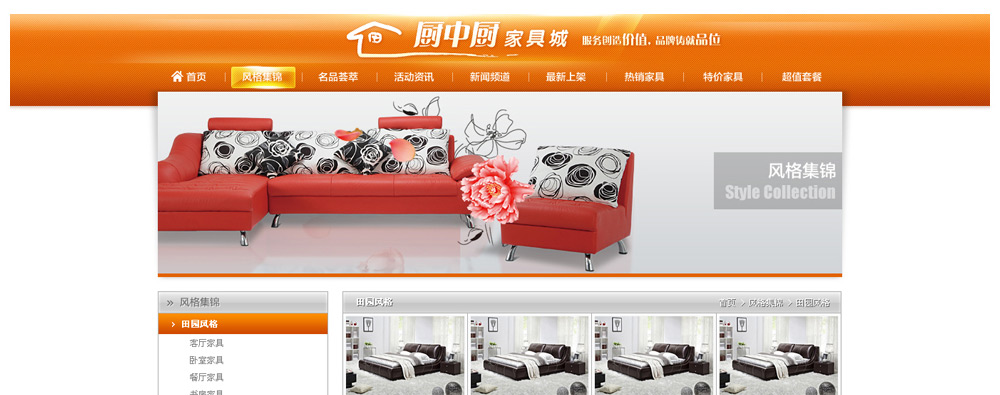 厨中厨 家具城 服务创造价值，品牌铸就品位
首页 风格集锦 名品荟萃 活动资讯 新闻频道 最新上架 热销家具 特价家具 超值套餐
风格集锦
Style Collection
» 风格集锦
田园风格
客厅家具
卧室家具
餐厅家具
书房家具
田园风格 首页 > 风格集锦 > 田园风格